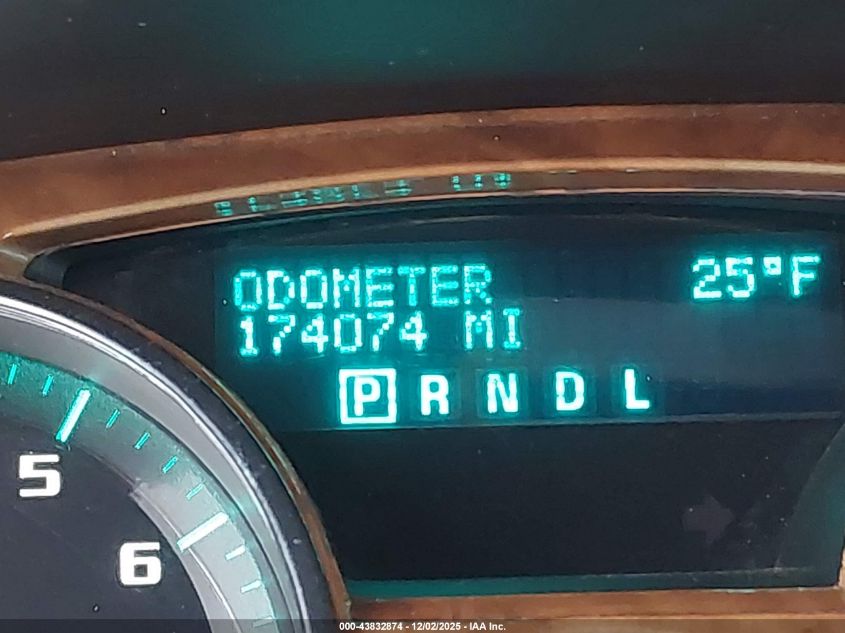 ODOMETER 25°F
174074 MI
P R N D L
5
6
000-43832874 - 12/02/2025 - IAA Inc.